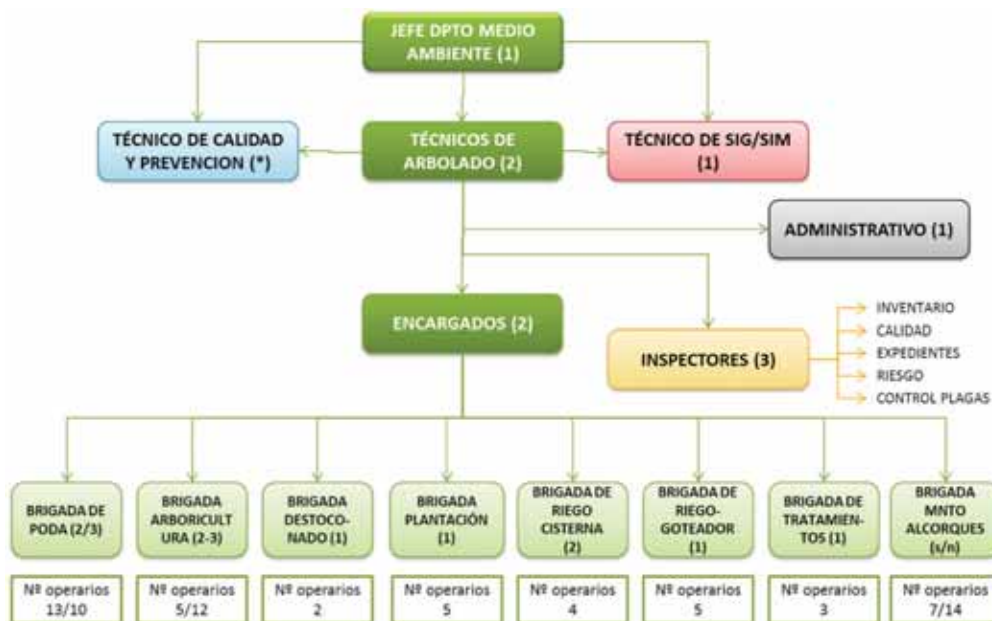 JEFE DPTO MEDIO
AMBIENTE (1)
TÉCNICO DE CALIDAD
Y PREVENCION (*)
TÉCNICOS DE
ARBOLADO (2)
TÉCNICO DE SIG/SIM
(1)
ADMINISTRATIVO (1)
ENCARGADOS (2)
INSPECTORES (3)
INVENTARIO
CALIDAD
EXPEDIENTES
RIESGO
CONTROL PLAGAS
BRIGADA DE
PODA (2/3)
BRIGADA
ARBORICULT
URA (2-3)
BRIGADA
DESTOCO-
NADO (1)
BRIGADA
PLANTACIÓN
(1)
BRIGADA DE
RIEGO
CISTERNA
(2)
BRIGADA DE
RIEGO-
GOTEADOR
(1)
BRIGADA DE
TRATAMIEN-
TOS (1)
BRIGADA
MNTO
ALCORQUES
(s/n)
Nº operarios
13/10
Nº operarios
5/12
Nº operarios
2
Nº operarios
5
Nº operarios
4
Nº operarios
5
Nº operarios
3
Nº operarios
7/14